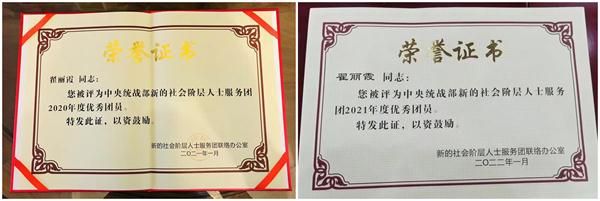 荣誉证书
翟丽霞 同志：
您被评为中央统战部新的社会阶层人士服务团
2020年度优秀团员。
特发此证，以资鼓励。
新的社会阶层人士服务团联络办公室
二〇二一年一月
荣誉证书
翟丽霞 同志：
您被评为中央统战部新的社会阶层人士服务
团2021年度优秀团员。
特发此证，以资鼓励。
新的社会阶层人士服务团联络办公室
二〇二二年一月